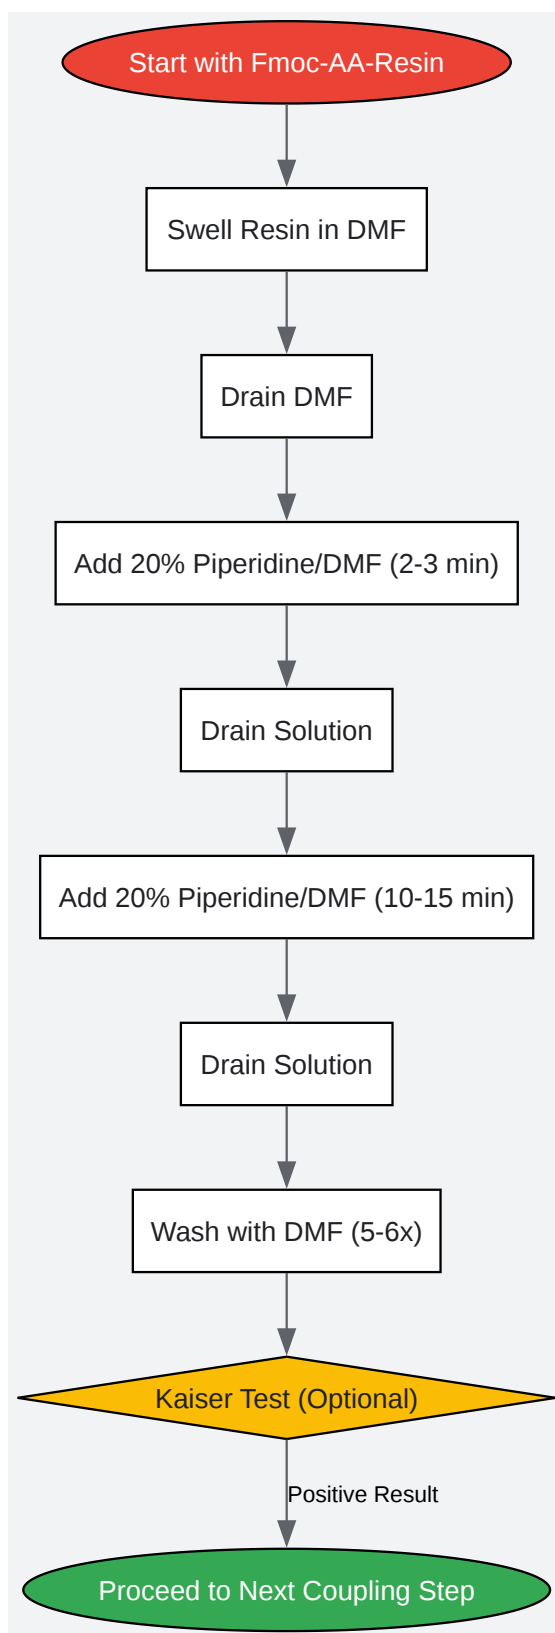 Start with Fmoc-AA-Resin
Swell Resin in DMF
Drain DMF
Add 20% Piperidine/DMF (2-3 min)
Drain Solution
Add 20% Piperidine/DMF (10-15 min)
Drain Solution
Wash with DMF (5-6x)
Kaiser Test (Optional)
Positive Result
Proceed to Next Coupling Step